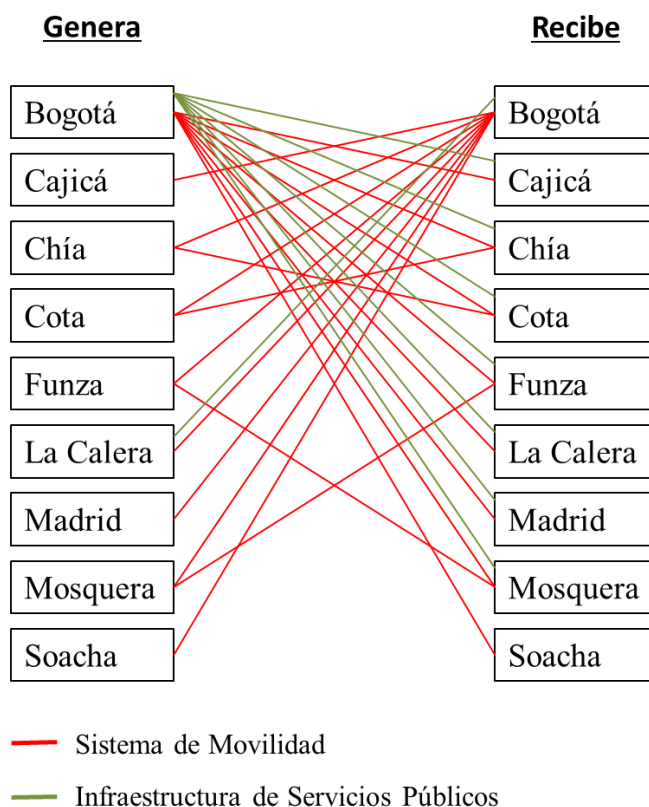 Genera Recibe
Bogotá Bogotá
Cajicá Cajicá
Chía Chía
Cota Cota
Funza Funza
La Calera La Calera
Madrid Madrid
Mosquera Mosquera
Soacha Soacha
Sistema de Movilidad
Infraestructura de Servicios Públicos